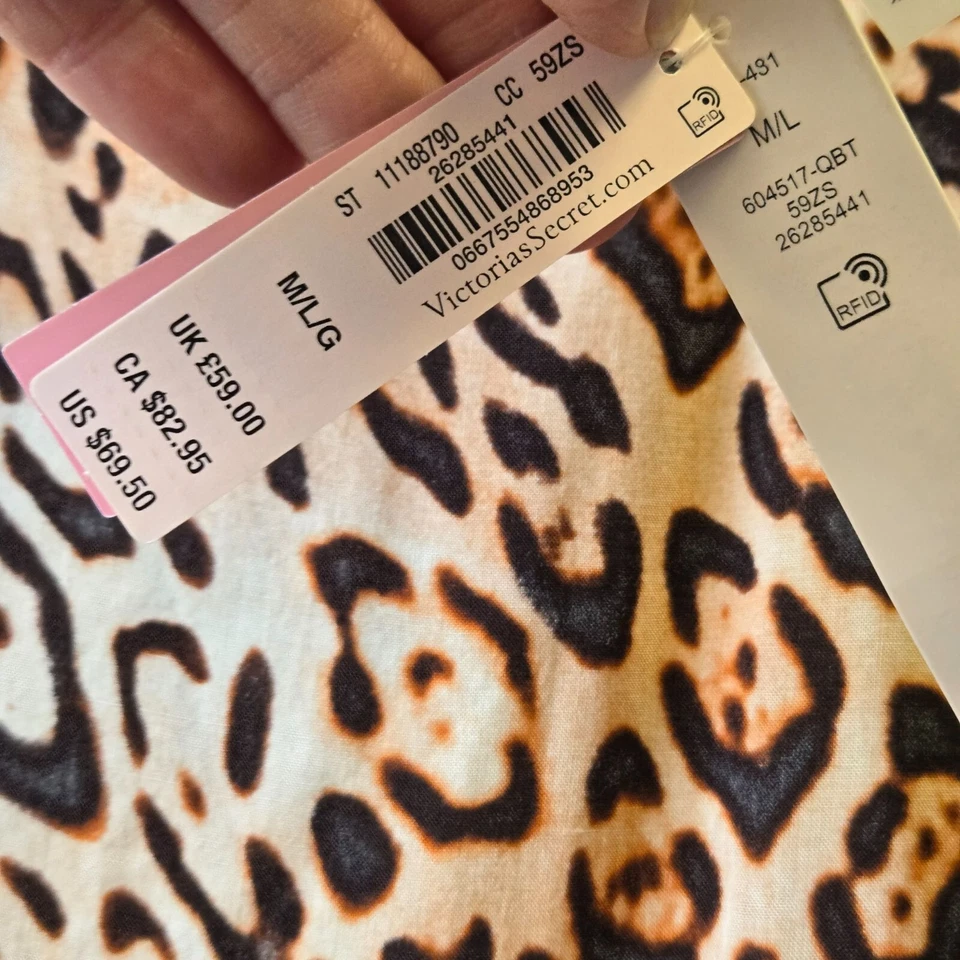 ST 11188790 CC 59ZS
26285441
0667554868953
VictoriasSecret.com
RFID
M/L/G
UK £59.00
CA $82.95
US $69.50
-431
M/L
604517-QBT
59ZS
26285441
RFID